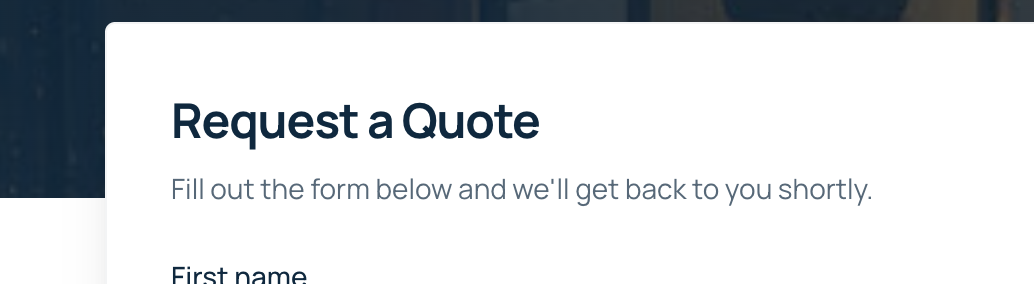 Request a Quote
Fill out the form below and we'll get back to you shortly.
First name